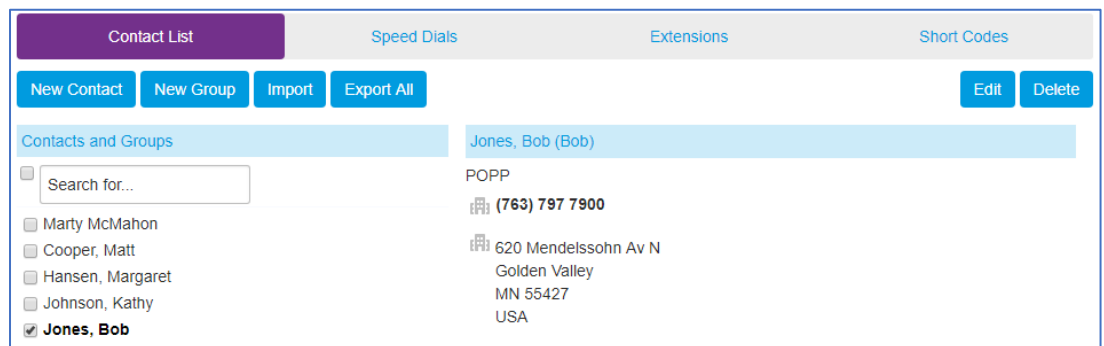 Contact List Speed Dials Extensions Short Codes
New Contact New Group Import Export All Edit Delete
Contacts and Groups
Search for...
Marty McMahon
Cooper, Matt
Hansen, Margaret
Johnson, Kathy
Jones, Bob
Jones, Bob (Bob)
POPP
(763) 797 7900
620 Mendelssohn Av N
Golden Valley
MN 55427
USA